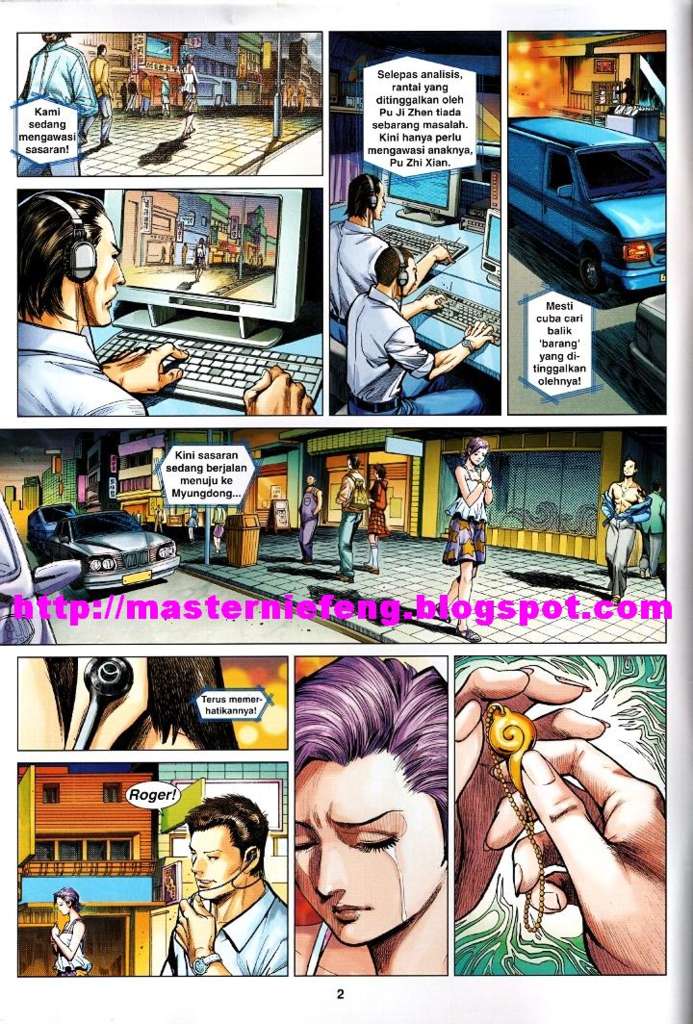 Kami
sedang
mengawasi
sasaran!
Selepas analisis,
rantai yang
ditinggalkan oleh
Pu Ji Zhen tiada
sebarang masalah.
Kini hanya perlu
mengawasi anaknya,
Pu Zhi Xian.
Mesti
cuba cari
balik
'barang'
yang di-
tinggalkan
olehnya!
Kini sasaran
sedang berjalan
menuju ke
Myungdong...
http://masterniefeng.blogspot.com
Terus memer-
hatikannya!
Roger!
2